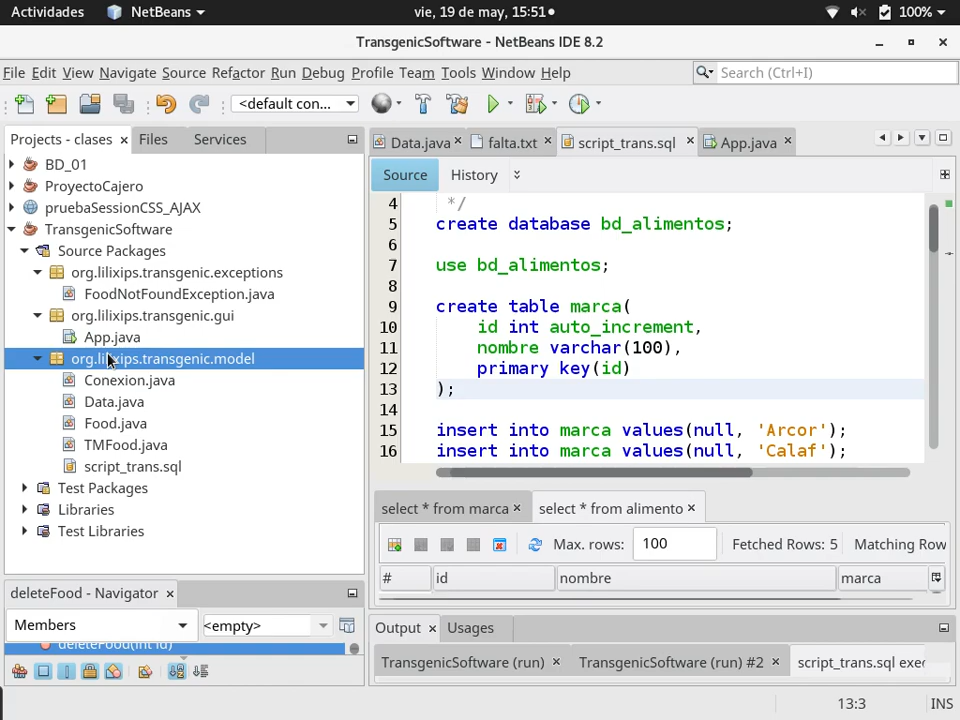 Actividades NetBeans vie, 19 de may, 15:51 100%
TransgenicSoftware - NetBeans IDE 8.2
File Edit View Navigate Source Refactor Run Debug Profile Team Tools Window Help Search (Ctrl+I)
<default con...
Projects - clases Files Services
BD_01
ProyectoCajero
pruebaSessionCSS_AJAX
TransgenicSoftware
Source Packages
org.lilixips.transgenic.exceptions
FoodNotFoundException.java
org.lilixips.transgenic.gui
App.java
org.lilixips.transgenic.model
Conexion.java
Data.java
Food.java
TMFood.java
script_trans.sql
Test Packages
Libraries
Test Libraries
deleteFood - Navigator
Members <empty>
deleteFood(int id)
Data.java falta.txt script_trans.sql App.java
Source History
4 */
5 create database bd_alimentos;
6
7 use bd_alimentos;
8
9 create table marca(
10 id int auto_increment,
11 nombre varchar(100),
12 primary key(id)
13 );
14
15 insert into marca values(null, 'Arcor');
16 insert into marca values(null, 'Calaf');
select * from marca select * from alimento
Max. rows: 100 Fetched Rows: 5 Matching Row
# id nombre marca
Output Usages
TransgenicSoftware (run) TransgenicSoftware (run) #2 script_trans.sql exec
13:3 INS